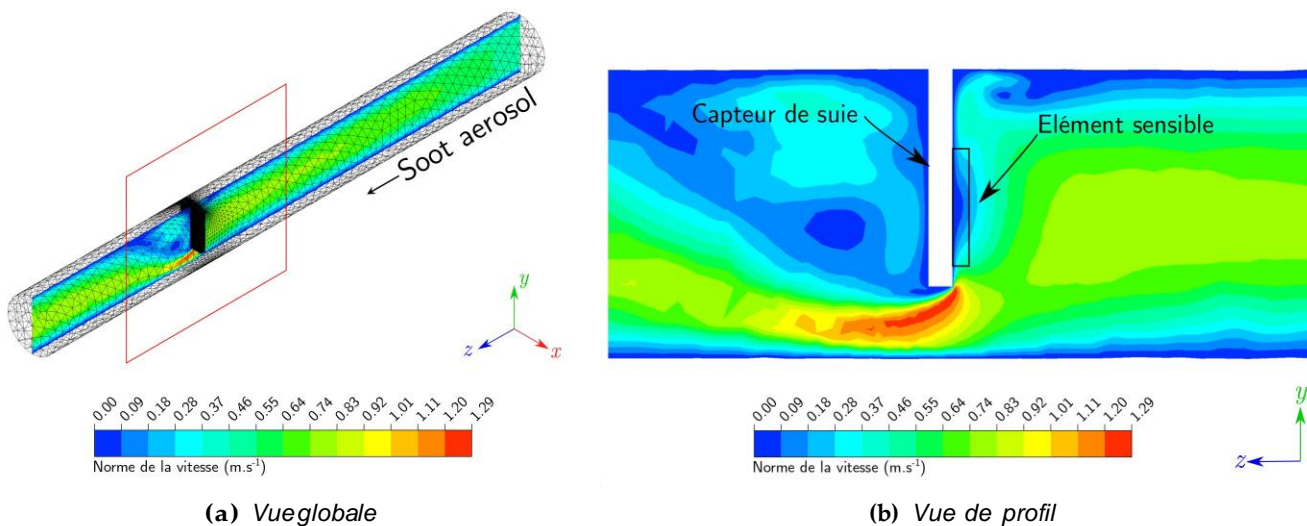 Soot aerosol
y
z
x
0.00 0.09 0.18 0.28 0.37 0.46 0.55 0.64 0.74 0.83 0.92 1.01 1.11 1.20 1.29
Norme de la vitesse (m.s⁻¹)
(a) Vueglobale
Capteur de suie
Elément sensible
0.00 0.09 0.18 0.28 0.37 0.46 0.55 0.64 0.74 0.83 0.92 1.01 1.11 1.20 1.29
Norme de la vitesse (m.s⁻¹)
y
z
(b) Vue de profil